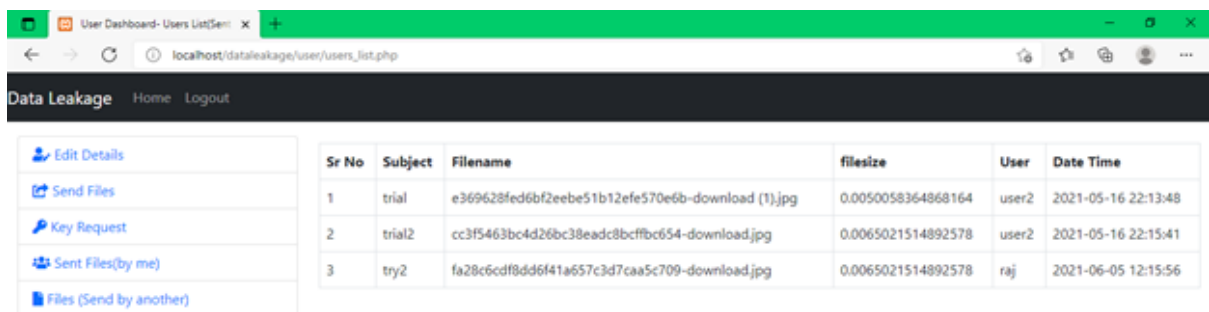 User Dashboard- Users List(Sent
localhost/dataleakage/user/users_list.php
Data Leakage Home Logout
Edit Details
Send Files
Key Request
Sent Files(by me)
Files (Send by another)
Sr No Subject Filename filesize User Date Time
1 trial e369628fed6bf2eebe51b12efe570e6b-download (1).jpg 0.0050058364868164 user2 2021-05-16 22:13:48
2 trial2 cc3f5463bc4d26bc38eadc8bcffbc654-download.jpg 0.0065021514892578 user2 2021-05-16 22:15:41
3 try2 fa28c6cdf8dd6f41a657c3d7caa5c709-download.jpg 0.0065021514892578 raj 2021-06-05 12:15:56